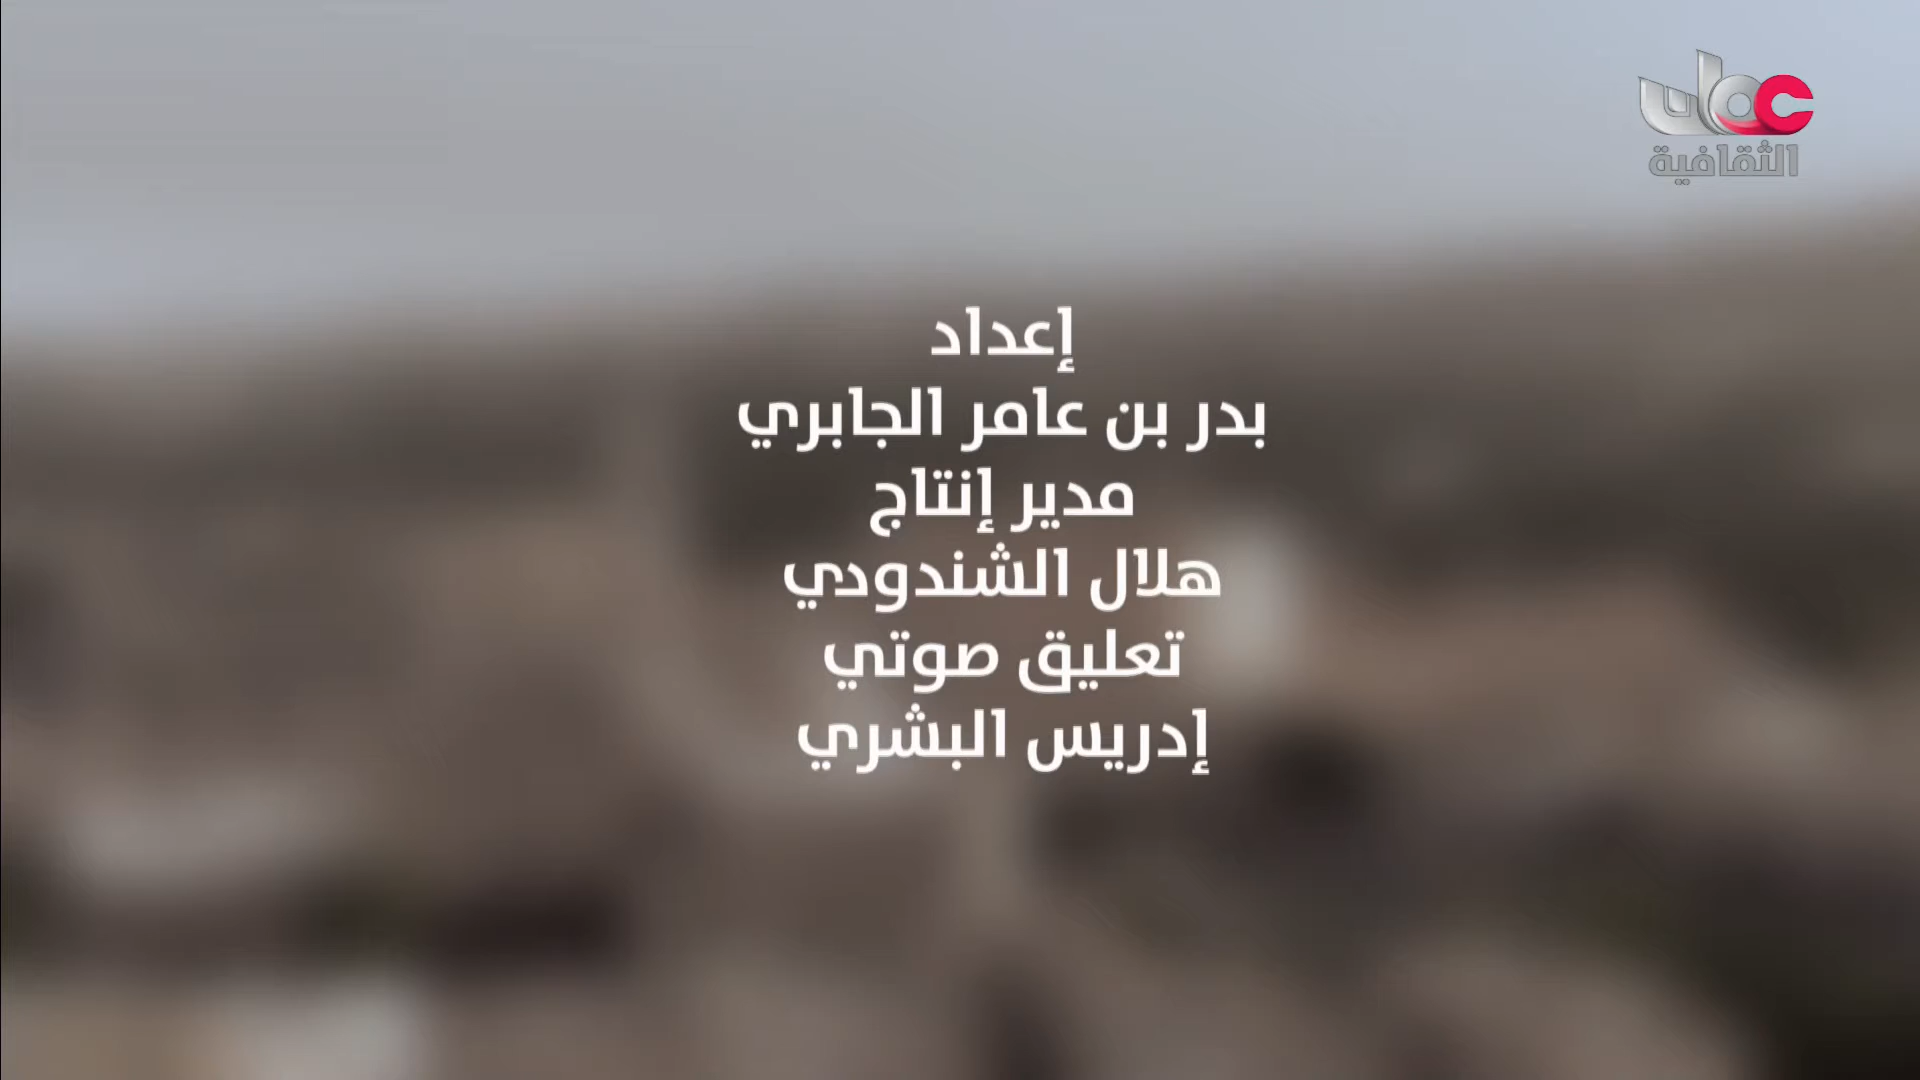 عمان
الثقافية
إعداد
بدر بن عامر الجابري
مدير إنتاج
هلال الشندودي
تعليق صوتي
إدريس البشري